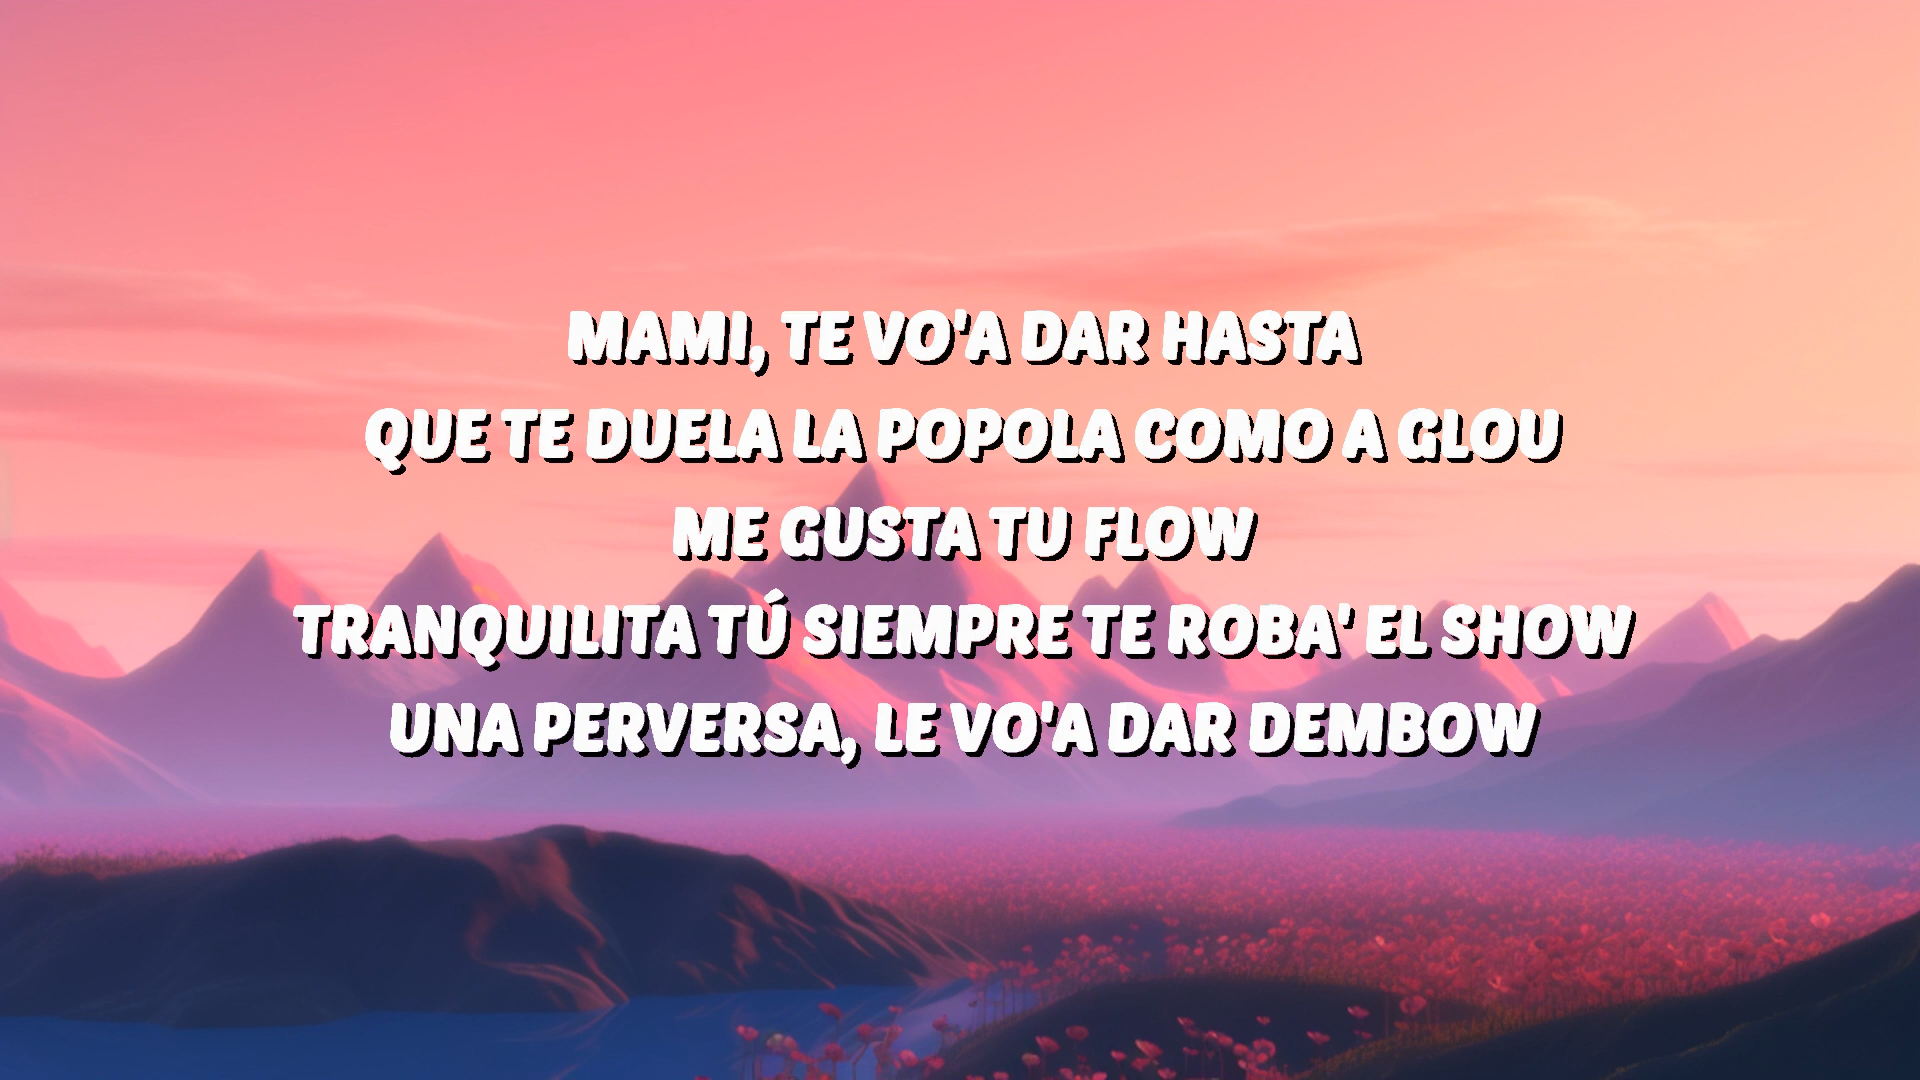 MAMI, TE VO'A DAR HASTA
QUE TE DUELA LA POPOLA COMO A GLOU
ME GUSTA TU FLOW
TRANQUILITA TÚ SIEMPRE TE ROBA' EL SHOW
UNA PERVERSA, LE VO'A DAR DEMBOW